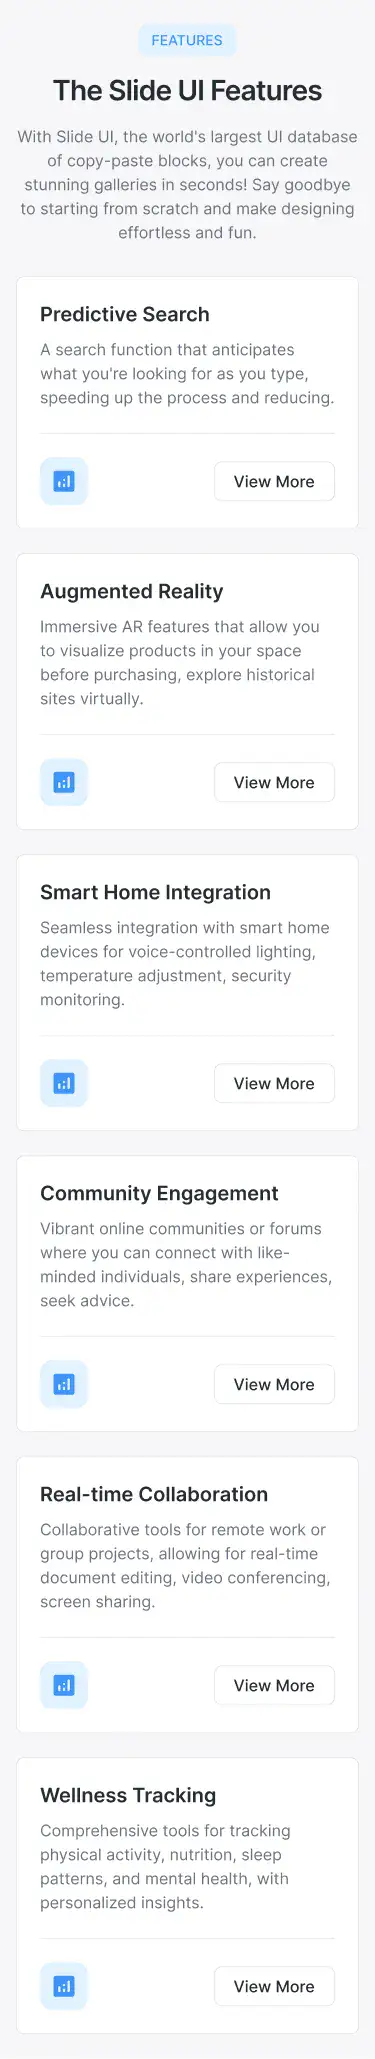 FEATURES
The Slide UI Features
With Slide UI, the world's largest UI database
of copy-paste blocks, you can create
stunning galleries in seconds! Say goodbye
to starting from scratch and make designing
effortless and fun.
Predictive Search
A search function that anticipates
what you're looking for as you type,
speeding up the process and reducing.
View More
Augmented Reality
Immersive AR features that allow you
to visualize products in your space
before purchasing, explore historical
sites virtually.
View More
Smart Home Integration
Seamless integration with smart home
devices for voice-controlled lighting,
temperature adjustment, security
monitoring.
View More
Community Engagement
Vibrant online communities or forums
where you can connect with like-
minded individuals, share experiences,
seek advice.
View More
Real-time Collaboration
Collaborative tools for remote work or
group projects, allowing for real-time
document editing, video conferencing,
screen sharing.
View More
Wellness Tracking
Comprehensive tools for tracking
physical activity, nutrition, sleep
patterns, and mental health, with
personalized insights.
View More